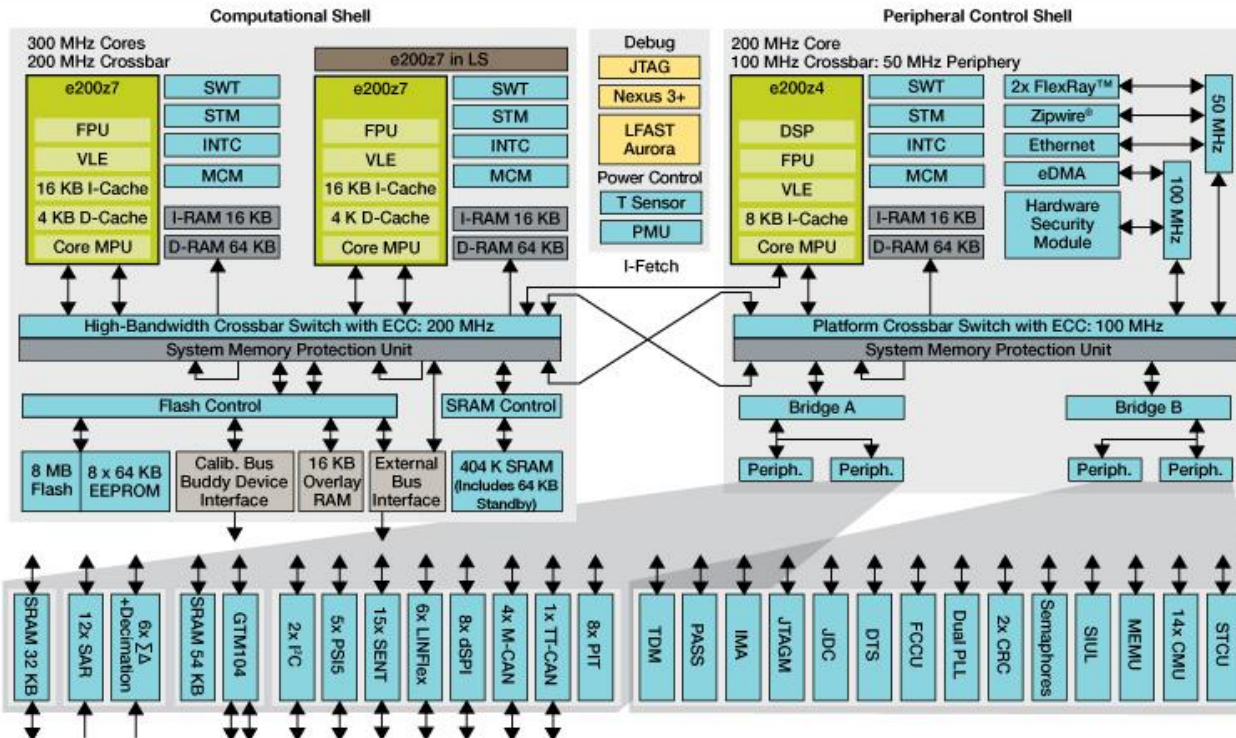 Computational Shell
300 MHz Cores
200 MHz Crossbar
e200z7
FPU
VLE
16 KB I-Cache
4 KB D-Cache
Core MPU
SWT
STM
INTC
MCM
I-RAM 16 KB
D-RAM 64 KB
e200z7 in LS
e200z7
FPU
VLE
16 KB I-Cache
4 K D-Cache
Core MPU
SWT
STM
INTC
MCM
I-RAM 16 KB
D-RAM 64 KB
High-Bandwidth Crossbar Switch with ECC: 200 MHz
System Memory Protection Unit
Flash Control
SRAM Control
8 MB
Flash
8 x 64 KB
EEPROM
Calib. Bus
Buddy Device
Interface
16 KB
Overlay
RAM
External
Bus
Interface
404 K SRAM
(Includes 64 KB
Standby)
Debug
JTAG
Nexus 3+
LFAST
Aurora
Power Control
T Sensor
PMU
I-Fetch
Peripheral Control Shell
200 MHz Core
100 MHz Crossbar: 50 MHz Periphery
e200z4
DSP
FPU
VLE
8 KB I-Cache
Core MPU
SWT
STM
INTC
MCM
I-RAM 16 KB
D-RAM 64 KB
2x FlexRay™
Zipwire®
Ethernet
eDMA
Hardware
Security
Module
50 MHz
100 MHz
Platform Crossbar Switch with ECC: 100 MHz
System Memory Protection Unit
Bridge A
Bridge B
Periph.
Periph.
Periph.
Periph.
SRAM 32 KB
12x SAR
6x ∑∆
+Decimation
SRAM 54 KB
GTM104
2x I²C
5x PSI5
15x SENT
6x LINFlex
8x dSPI
4x M-CAN
1x TT-CAN
8x PIT
TDM
PASS
IMA
JTAGM
JDC
DTS
FCCU
Dual PLL
2x CRC
Semaphores
SIUL
MEMU
14x CMU
STCU